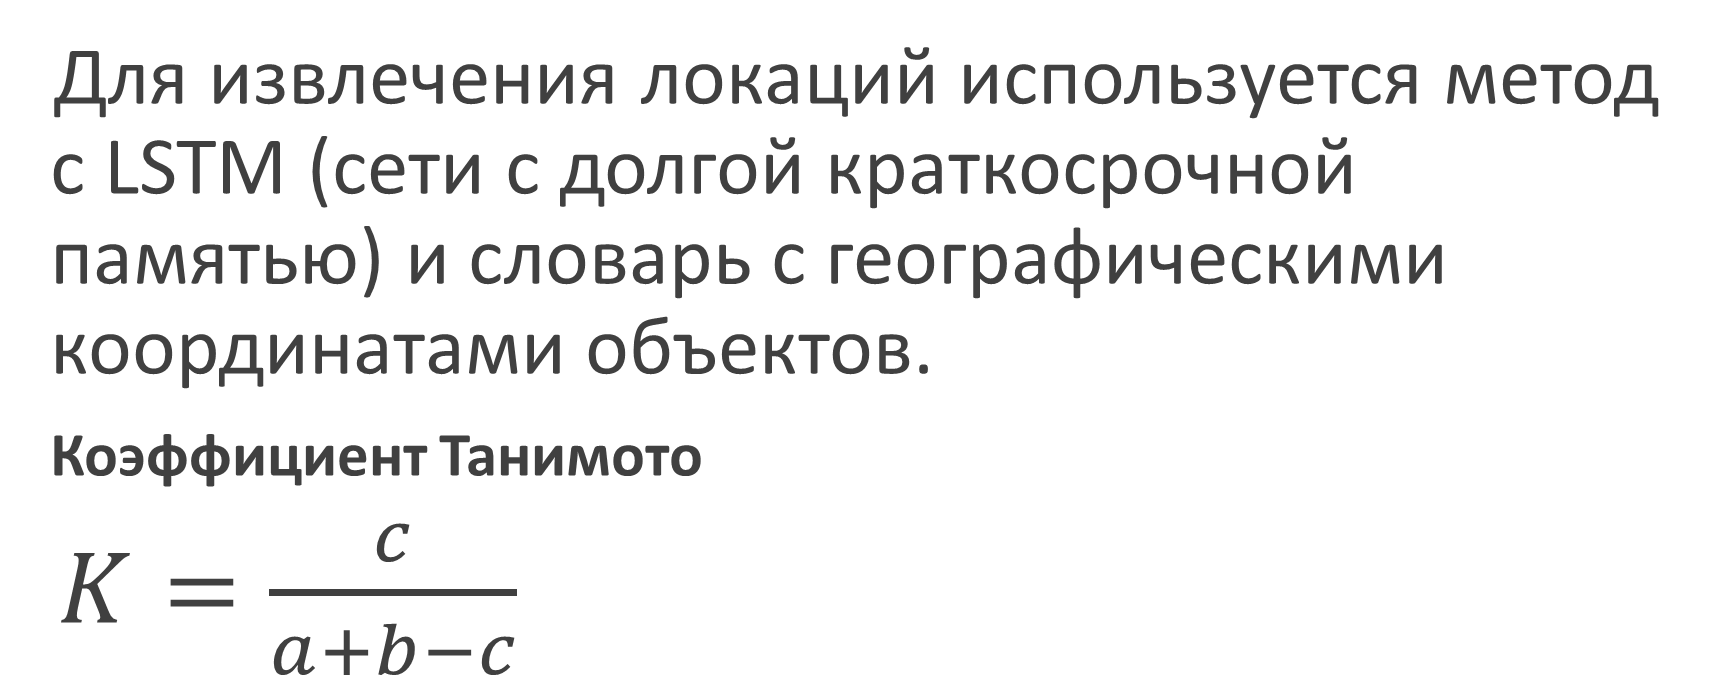 Для извлечения локаций используется метод
с LSTM (сети с долгой краткосрочной
памятью) и словарь с географическими
координатами объектов.
Коэффициент Танимото
K = c / (a+b−c)